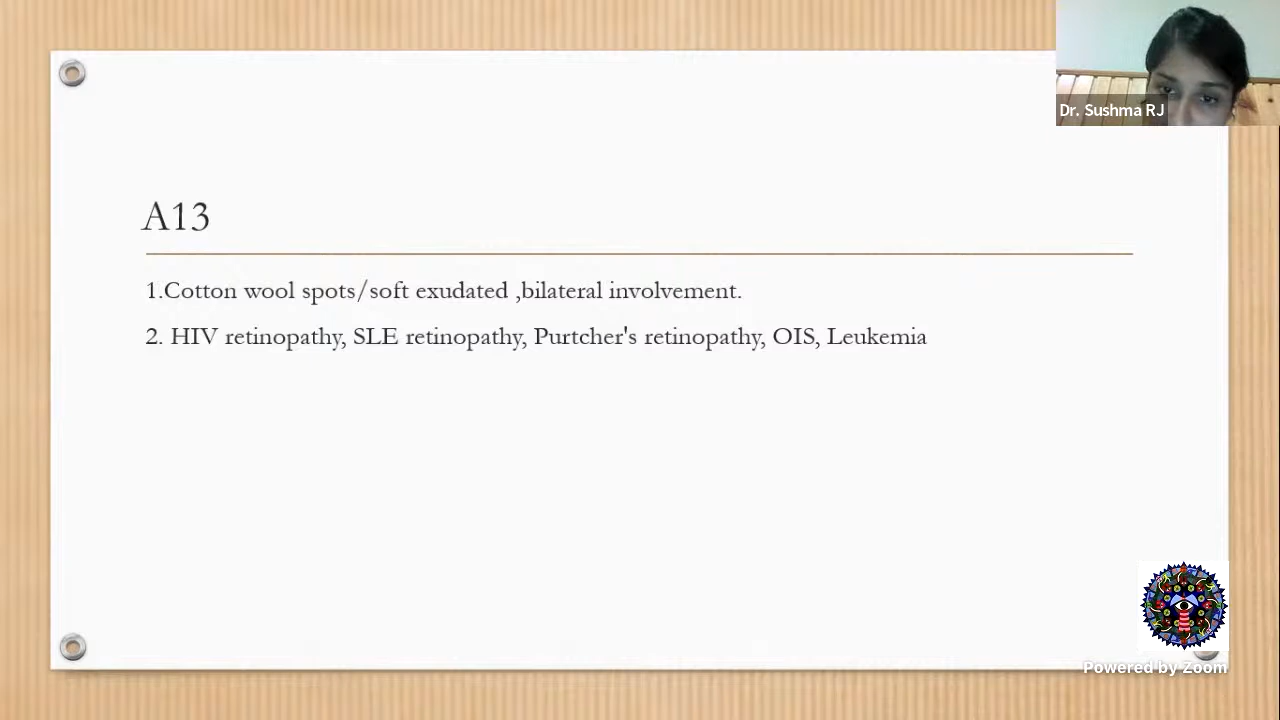 Dr. Sushma RJ
A13
1.Cotton wool spots/soft exudated ,bilateral involvement.
2. HIV retinopathy, SLE retinopathy, Purtcher's retinopathy, OIS, Leukemia
Powered by Zoom